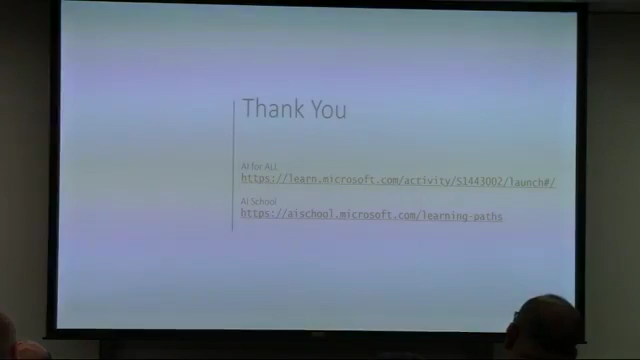 Thank You
AI for ALL
https://learn.microsoft.com/activity/S1443002/launch#/
AI School
https://aischool.microsoft.com/learning-paths